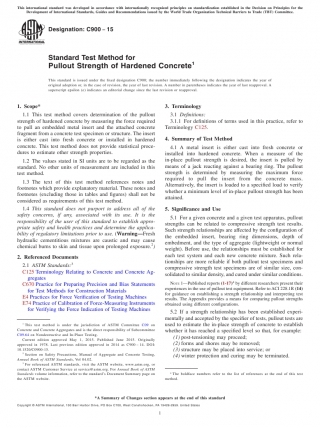 This international standard was developed in accordance with internationally recognized principles on standardization established in the Decision on Principles for the
Development of International Standards, Guides and Recommendations issued by the World Trade Organization Technical Barriers to Trade (TBT) Committee.
Designation: C900 − 15
INTERNATIONAL
Standard Test Method for
Pullout Strength of Hardened Concrete1
This standard is issued under the fixed designation C900; the number immediately following the designation indicates the year of
original adoption or, in the case of revision, the year of last revision. A number in parentheses indicates the year of last reapproval. A
superscript epsilon (ε) indicates an editorial change since the last revision or reapproval.
1. Scope*
1.1 This test method covers determination of the pullout
strength of hardened concrete by measuring the force required
to pull an embedded metal insert and the attached concrete
fragment from a concrete test specimen or structure. The insert
is either cast into fresh concrete or installed in hardened
concrete. This test method does not provide statistical proce-
dures to estimate other strength properties.
1.2 The values stated in SI units are to be regarded as the
standard. No other units of measurement are included in this
test method.
1.3 The text of this test method references notes and
footnotes which provide explanatory material. These notes and
footnotes (excluding those in tables and figures) shall not be
considered as requirements of this test method.
1.4 This standard does not purport to address all of the
safety concerns, if any, associated with its use. It is the
responsibility of the user of this standard to establish appro-
priate safety and health practices and determine the applica-
bility of regulatory limitations prior to use. (Warning—Fresh
hydraulic cementitious mixtures are caustic and may cause
chemical burns to skin and tissue upon prolonged exposure.2)
2. Referenced Documents
2.1 ASTM Standards:3
C125 Terminology Relating to Concrete and Concrete Ag-
gregates
C670 Practice for Preparing Precision and Bias Statements
for Test Methods for Construction Materials
E4 Practices for Force Verification of Testing Machines
E74 Practice of Calibration of Force-Measuring Instruments
for Verifying the Force Indication of Testing Machines
1 This test method is under the jurisdiction of ASTM Committee C09 on
Concrete and Concrete Aggregates and is the direct responsibility of Subcommittee
C09.64 on Nondestructive and In-Place Testing.
Current edition approved May 1, 2015. Published June 2015. Originally
approved in 1978. Last previous edition approved in 2014 as C900 – 14.
2 Section on Safety Precautions, Manual of Aggregate and Concrete Testing,
Annual Book of ASTM Standards, Vol 04.02.
3 For referenced ASTM standards, visit the ASTM website, www.astm.org, or
contact ASTM Customer Service at service@astm.org. For Annual Book of ASTM
Standards volume information, refer to the standard's Document Summary page on
the ASTM website.
3. Terminology
3.1 Definitions:
3.1.1 For definitions of terms used in this practice, refer to
Terminology C125.
4. Summary of Test Method
4.1 A metal insert is either cast into fresh concrete or
installed into hardened concrete. When a measure of the
in-place pullout strength is desired, the insert is pulled by
means of a jack reacting against a bearing ring. The pullout
strength is determined by measuring the maximum force
required to pull the insert from the concrete mass.
Alternatively, the insert is loaded to a specified load to verify
whether a minimum level of in-place pullout strength has been
attained.
5. Significance and Use
5.1 For a given concrete and a given test apparatus, pullout
strengths can be related to compressive strength test results.
Such strength relationships are affected by the configuration of
the embedded insert, bearing ring dimensions, depth of
embedment, and the type of aggregate (lightweight or normal
weight). Before use, the relationships must be established for
each test system and each new concrete mixture. Such rela-
tionships are more reliable if both pullout test specimens and
compressive strength test specimens are of similar size, con-
solidated to similar density, and cured under similar conditions.
NOTE 1—Published reports (1-17)4 by different researchers present their
experiences in the use of pullout test equipment. Refer to ACI 228.1R (14)
for guidance on establishing a strength relationship and interpreting test
results. The Appendix provides a means for comparing pullout strengths
obtained using different configurations.
5.2 If a strength relationship has been established experi-
mentally and accepted by the specifier of tests, pullout tests are
used to estimate the in-place strength of concrete to establish
whether it has reached a specified level so that, for example:
(1) post-tensioning may proceed;
(2) forms and shores may be removed;
(3) structure may be placed into service; or
(4) winter protection and curing may be terminated.
4 The boldface numbers refer to the list of references at the end of this test
method.
*A Summary of Changes section appears at the end of this standard
Copyright © ASTM International, 100 Barr Harbor Drive, PO Box C700, West Conshohocken, PA 19428-2959. United States
1